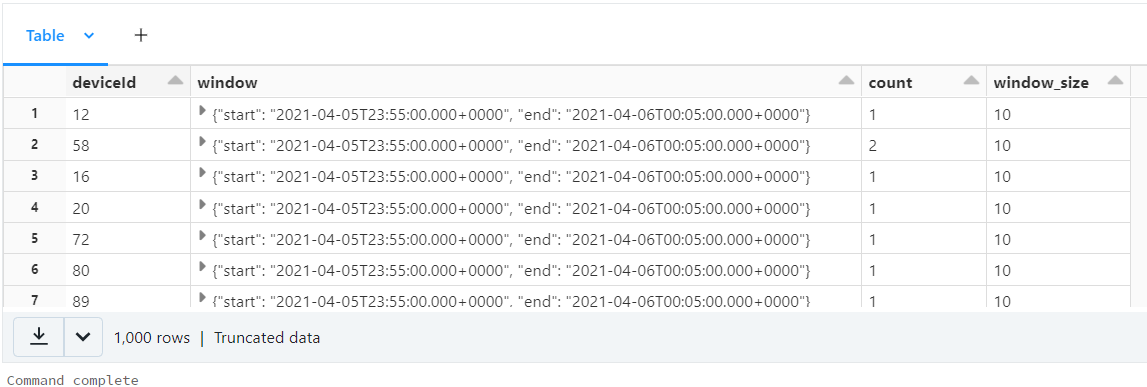 Table
deviceId window count window_size
1 12 {"start": "2021-04-05T23:55:00.000+0000", "end": "2021-04-06T00:05:00.000+0000"} 1 10
2 58 {"start": "2021-04-05T23:55:00.000+0000", "end": "2021-04-06T00:05:00.000+0000"} 2 10
3 16 {"start": "2021-04-05T23:55:00.000+0000", "end": "2021-04-06T00:05:00.000+0000"} 1 10
4 20 {"start": "2021-04-05T23:55:00.000+0000", "end": "2021-04-06T00:05:00.000+0000"} 1 10
5 72 {"start": "2021-04-05T23:55:00.000+0000", "end": "2021-04-06T00:05:00.000+0000"} 1 10
6 80 {"start": "2021-04-05T23:55:00.000+0000", "end": "2021-04-06T00:05:00.000+0000"} 1 10
7 89 {"start": "2021-04-05T23:55:00.000+0000", "end": "2021-04-06T00:05:00.000+0000"} 1 10
1,000 rows | Truncated data
Command complete